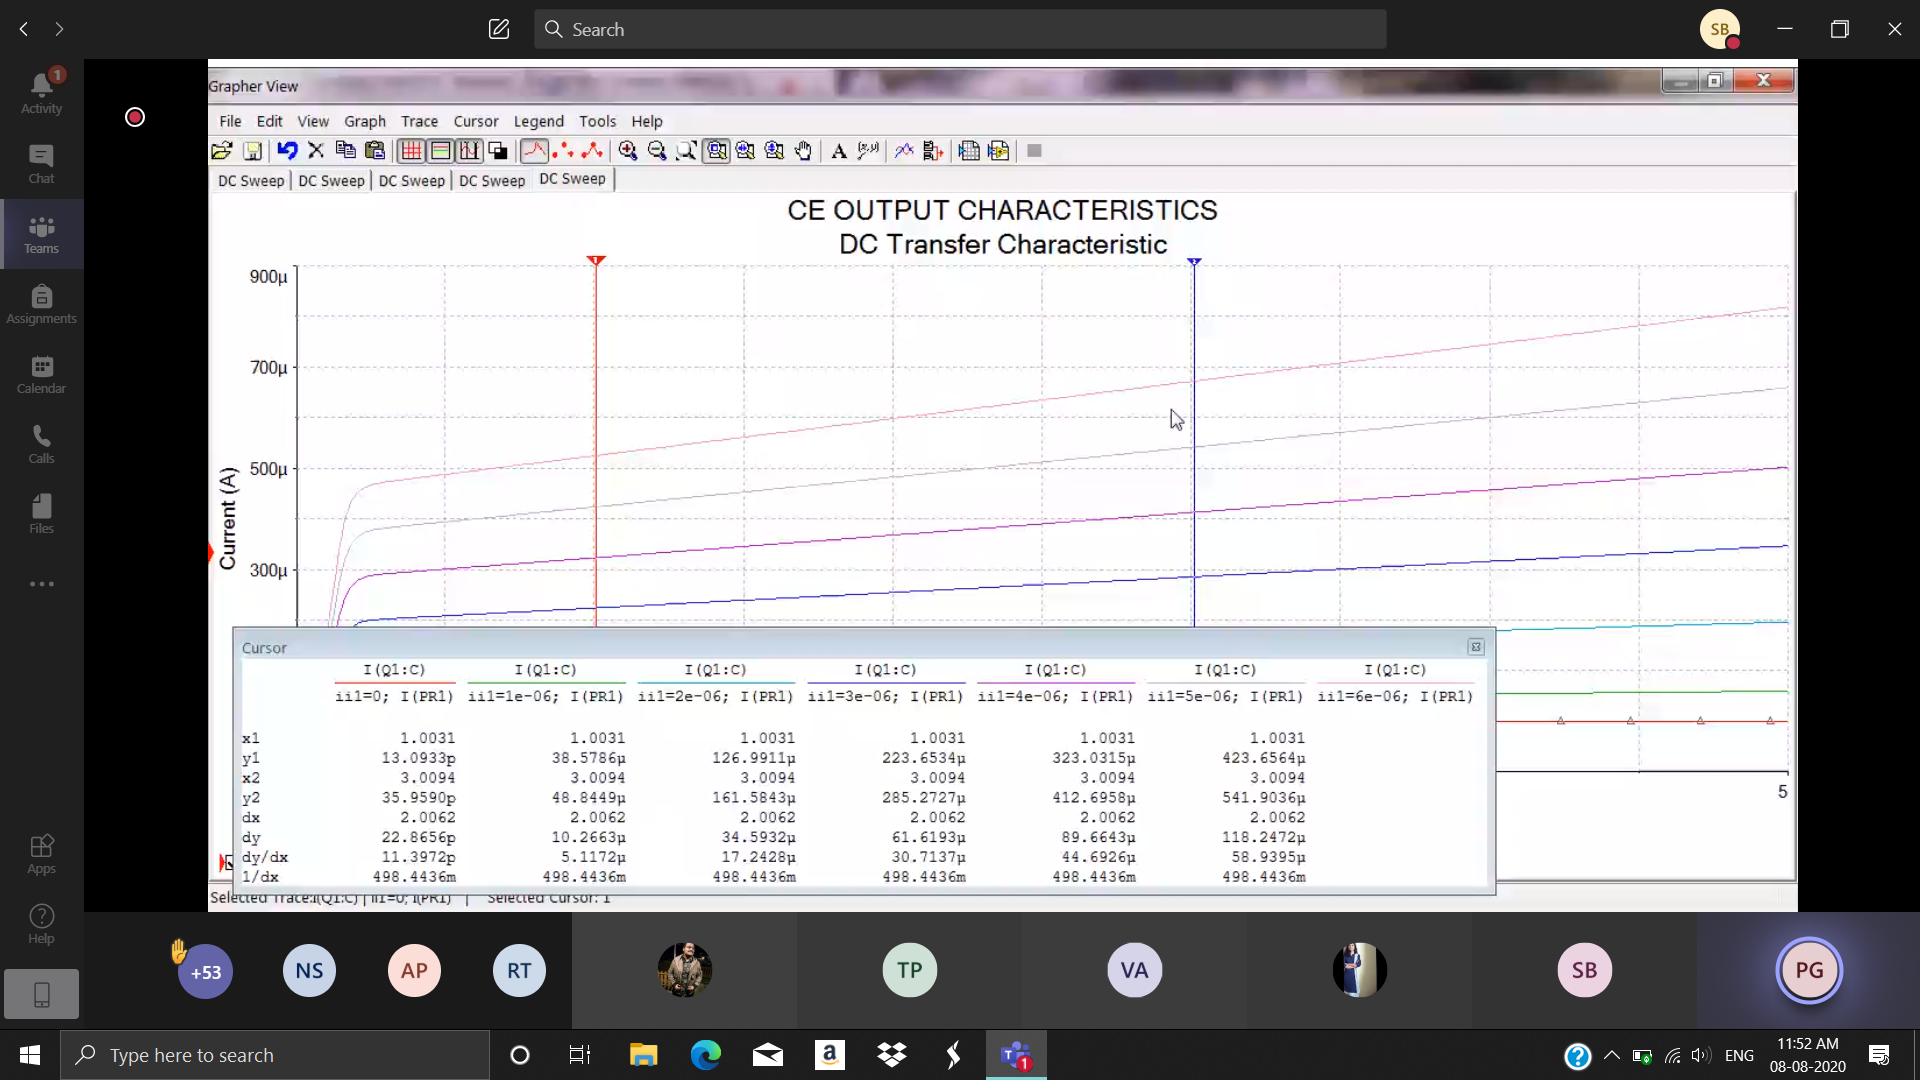 Search
SB
Activity
1
Chat
Teams
Assignments
Calendar
Calls
Files
Apps
Help
Grapher View
File Edit View Graph Trace Cursor Legend Tools Help
DC Sweep DC Sweep DC Sweep DC Sweep DC Sweep
CE OUTPUT CHARACTERISTICS
DC Transfer Characteristic
900µ
700µ
500µ
300µ
Current (A)
5
Cursor
I(Q1:C) I(Q1:C) I(Q1:C) I(Q1:C) I(Q1:C) I(Q1:C) I(Q1:C)
ii1=0; I(PR1) ii1=1e-06; I(PR1) ii1=2e-06; I(PR1) ii1=3e-06; I(PR1) ii1=4e-06; I(PR1) ii1=5e-06; I(PR1) ii1=6e-06; I(PR1)
x1 1.0031 1.0031 1.0031 1.0031 1.0031 1.0031
y1 13.0933p 38.5786µ 126.9911µ 223.6534µ 323.0315µ 423.6564µ
x2 3.0094 3.0094 3.0094 3.0094 3.0094 3.0094
y2 35.9590p 48.8449µ 161.5843µ 285.2727µ 412.6958µ 541.9036µ
dx 2.0062 2.0062 2.0062 2.0062 2.0062 2.0062
dy 22.8656p 10.2663µ 34.5932µ 61.6193µ 89.6643µ 118.2472µ
dy/dx 11.3972p 5.1172µ 17.2428µ 30.7137µ 44.6926µ 58.9395µ
1/dx 498.4436m 498.4436m 498.4436m 498.4436m 498.4436m 498.4436m
Selected Trace:I(Q1:C) | ii1=0; I(PR1) | Selected Cursor: 1
+53 NS AP RT TP VA SB PG
Type here to search
1
ENG
11:52 AM
08-08-2020